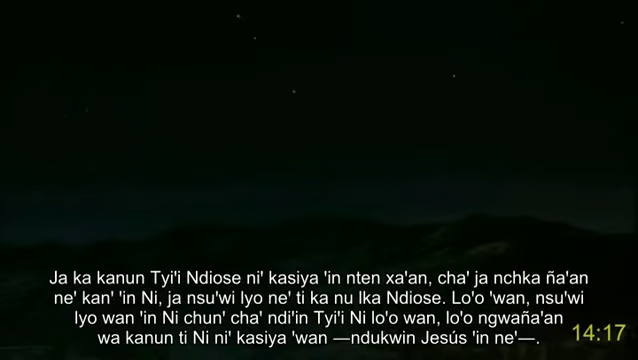 Ja ka kanun Tyi'i Ndiose ni' kasiya 'in nten xa'an, cha' ja nchka ña'an
ne' kan' 'in Ni, ja nsu'wi lyo ne' ti ka nu lka Ndiose. Lo'o 'wan, nsu'wi
lyo wan 'in Ni chun' cha' ndi'in Tyi'i Ni lo'o wan, lo'o ngwaña'an
wa kanun ti Ni ni' kasiya 'wan —ndukwin Jesús 'in ne'—.
14:17